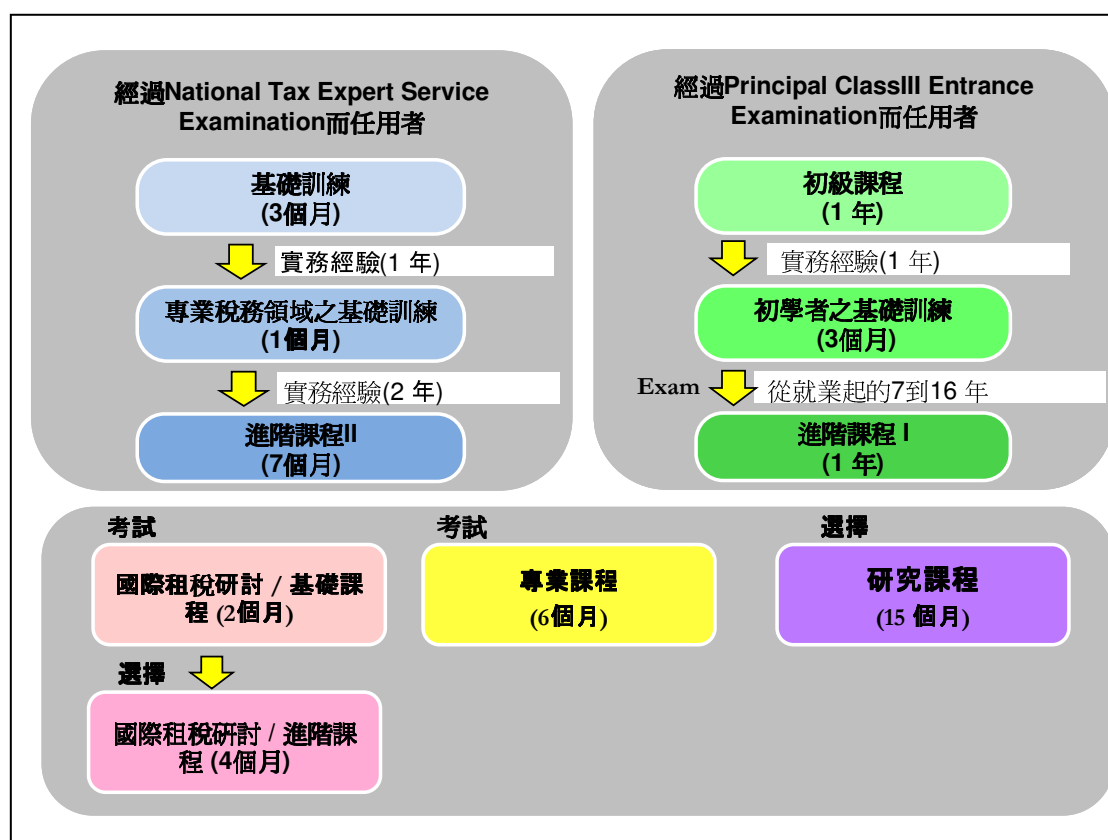 經過National Tax Expert Service
Examination而任用者
基礎訓練
(3個月)
實務經驗(1 年)
專業稅務領域之基礎訓練
(1個月)
實務經驗(2 年)
進階課程II
(7個月)
經過Principal ClassIII Entrance
Examination而任用者
初級課程
(1 年)
實務經驗(1 年)
初學者之基礎訓練
(3個月)
Exam
從就業起的7到16 年
進階課程 I
(1 年)
考試
國際租稅研討 / 基礎課
程 (2個月)
選擇
國際租稅研討 / 進階課
程 (4個月)
考試
專業課程
(6個月)
選擇
研究課程
(15 個月)